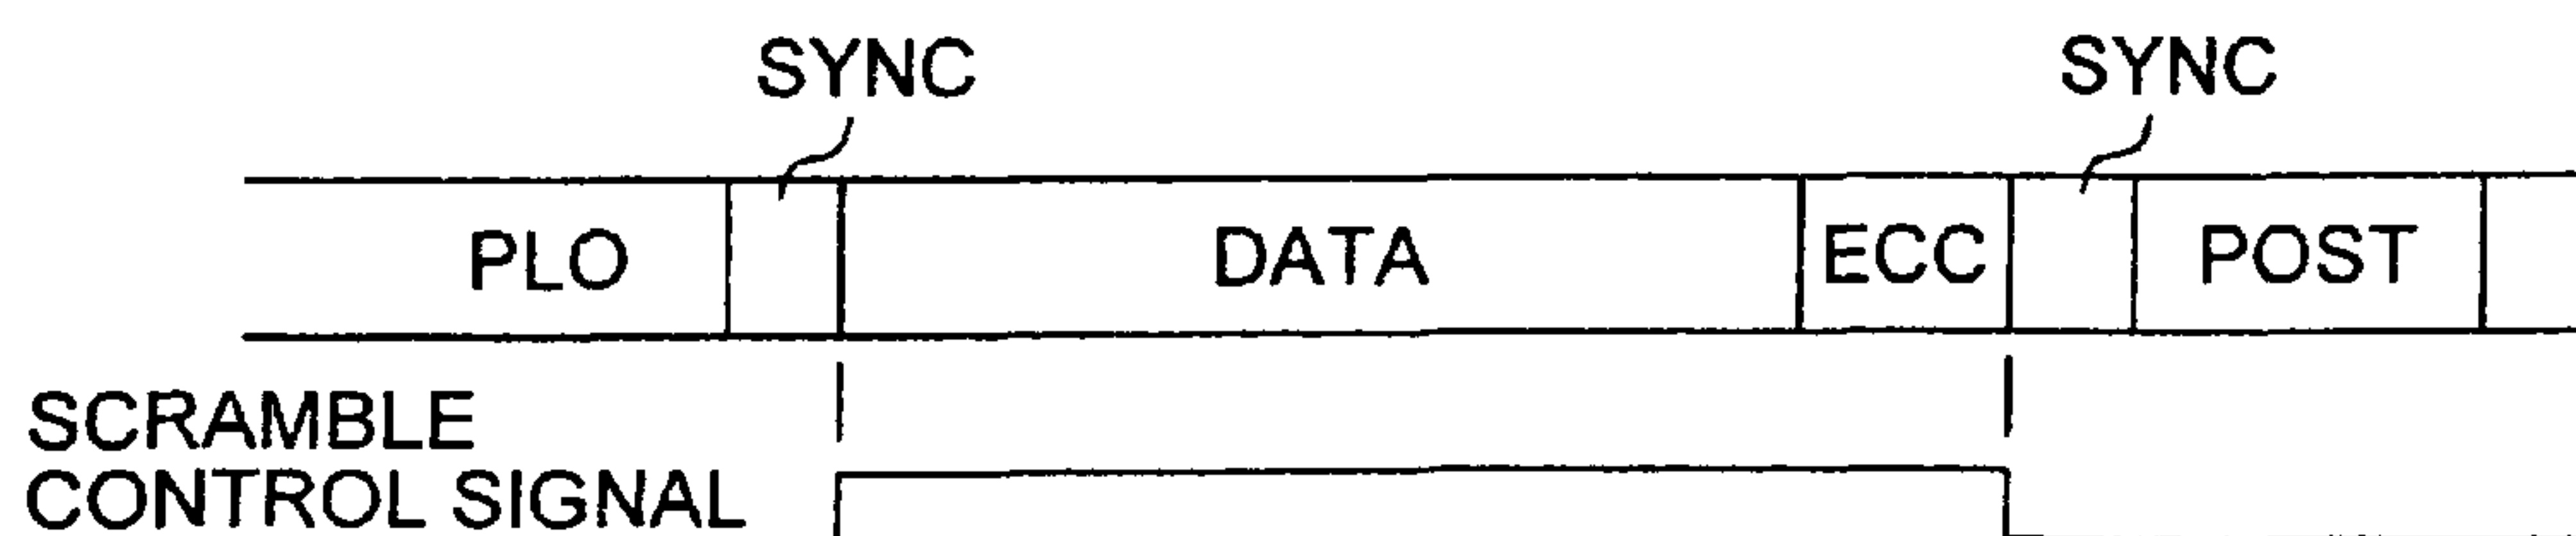 SYNC SYNC
PLO DATA ECC POST
SCRAMBLE
CONTROL SIGNAL